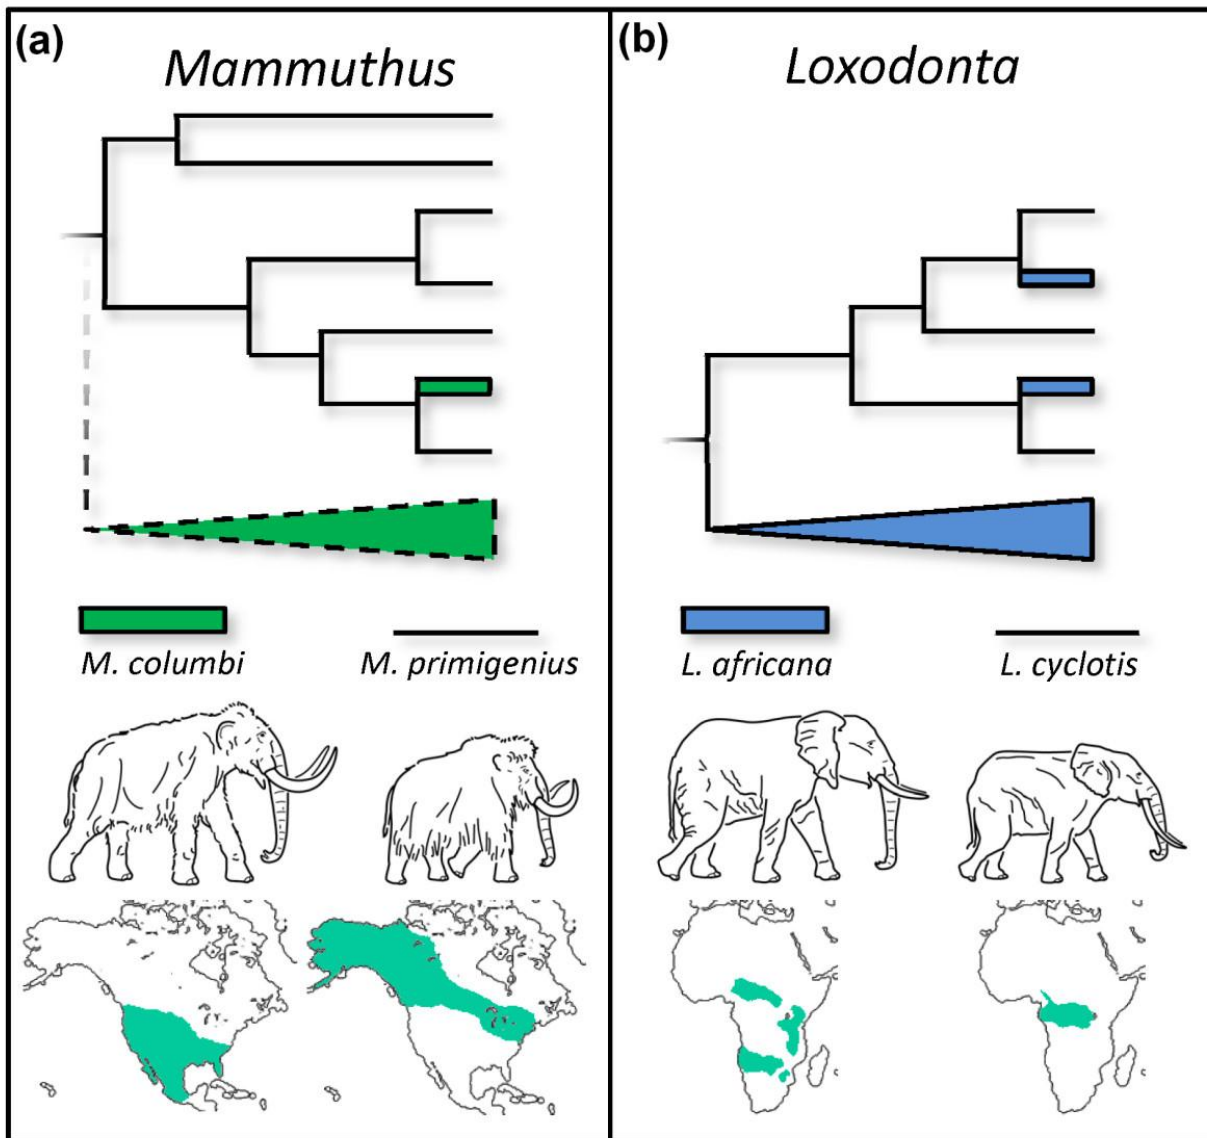 (a)
Mammuthus
M. columbi
M. primigenius
(b)
Loxodonta
L. africana
L. cyclotis